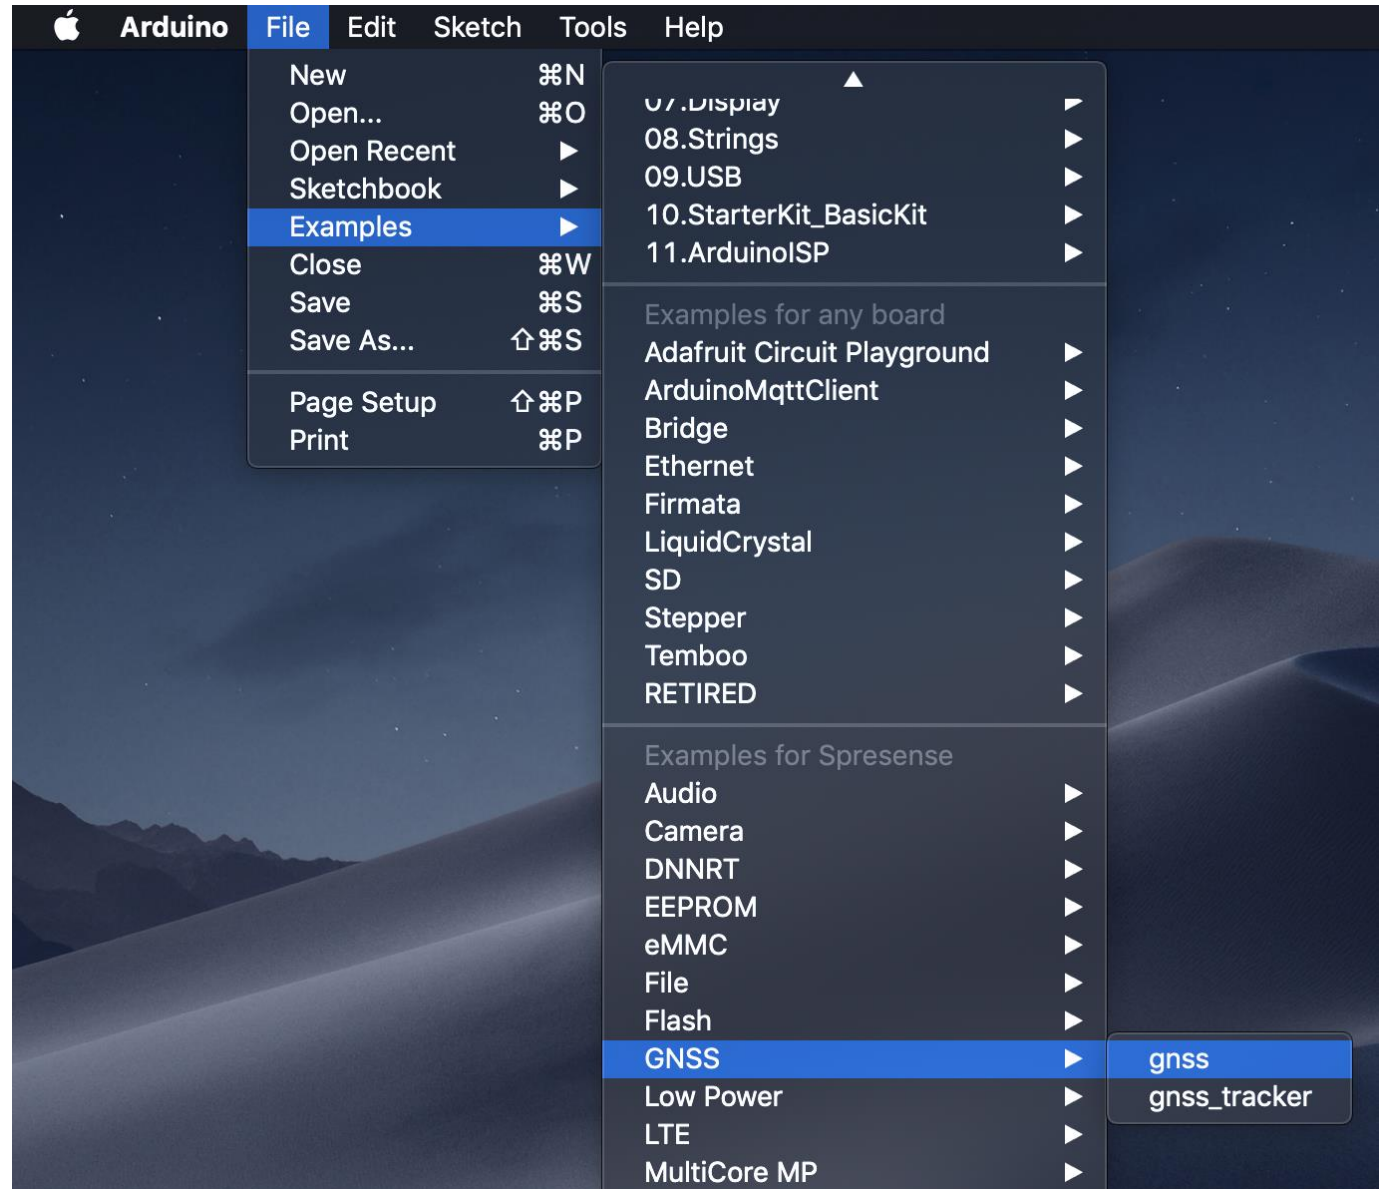 Arduino File Edit Sketch Tools Help
New ⌘N
Open... ⌘O
Open Recent ▶
Sketchbook ▶
Examples ▶
Close ⌘W
Save ⌘S
Save As... ⇧⌘S
Page Setup ⇧⌘P
Print ⌘P
▲
07.Display ▶
08.Strings ▶
09.USB ▶
10.StarterKit_BasicKit ▶
11.ArduinoISP ▶
Examples for any board
Adafruit Circuit Playground ▶
ArduinoMqttClient ▶
Bridge ▶
Ethernet ▶
Firmata ▶
LiquidCrystal ▶
SD ▶
Stepper ▶
Temboo ▶
RETIRED ▶
Examples for Spresense
Audio ▶
Camera ▶
DNNRT ▶
EEPROM ▶
eMMC ▶
File ▶
Flash ▶
GNSS ▶
Low Power ▶
LTE ▶
MultiCore MP ▶
gnss
gnss_tracker